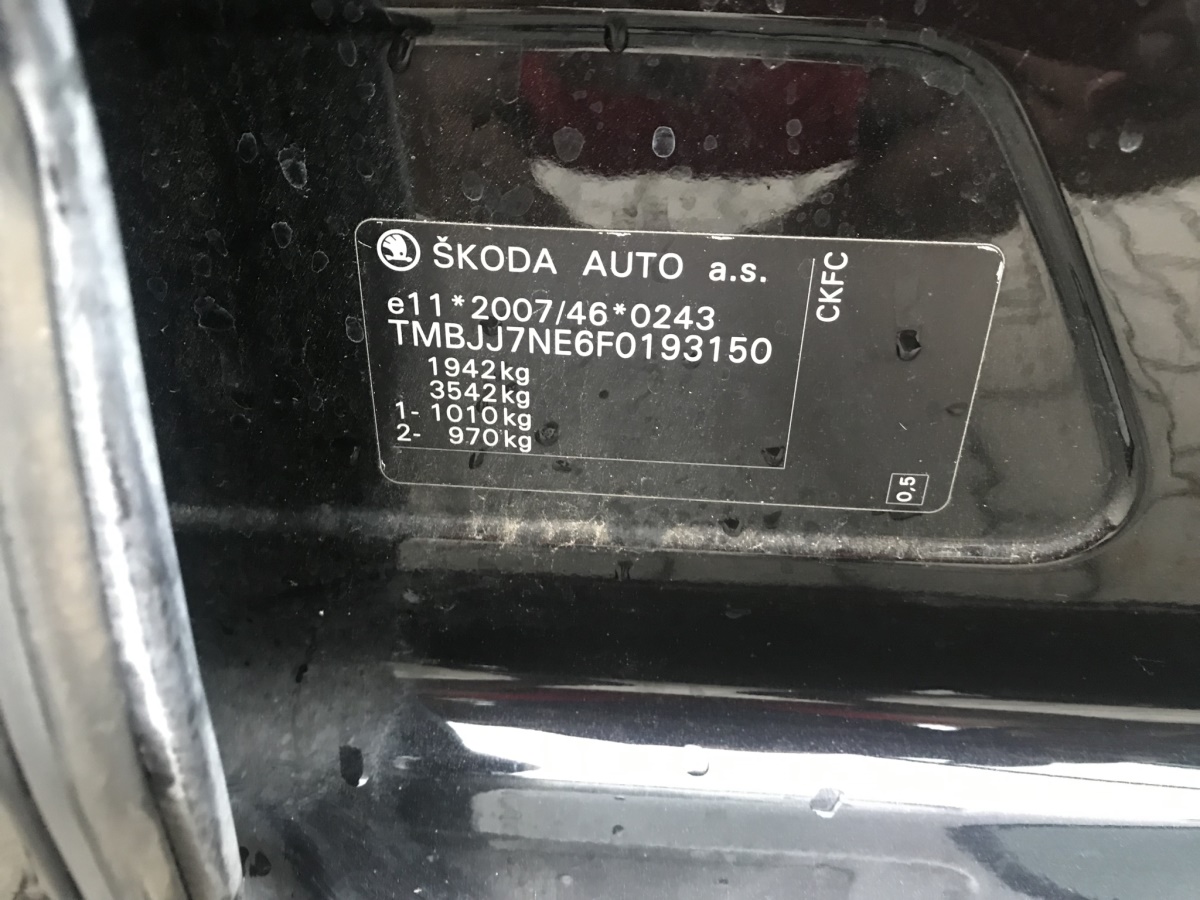 ŠKODA AUTO a.s.
e11*2007/46*0243
TMBJJ7NE6F0193150
1942kg
3542kg
1- 1010kg
2- 970kg
CKFC
0,5